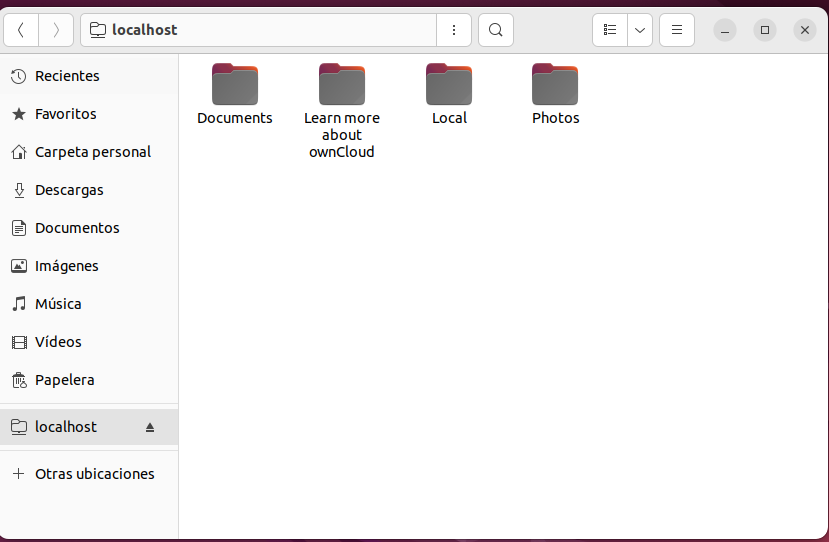 localhost
Recientes
Favoritos
Carpeta personal
Descargas
Documentos
Imágenes
Música
Vídeos
Papelera
localhost
Otras ubicaciones
Documents
Learn more
about
ownCloud
Local
Photos